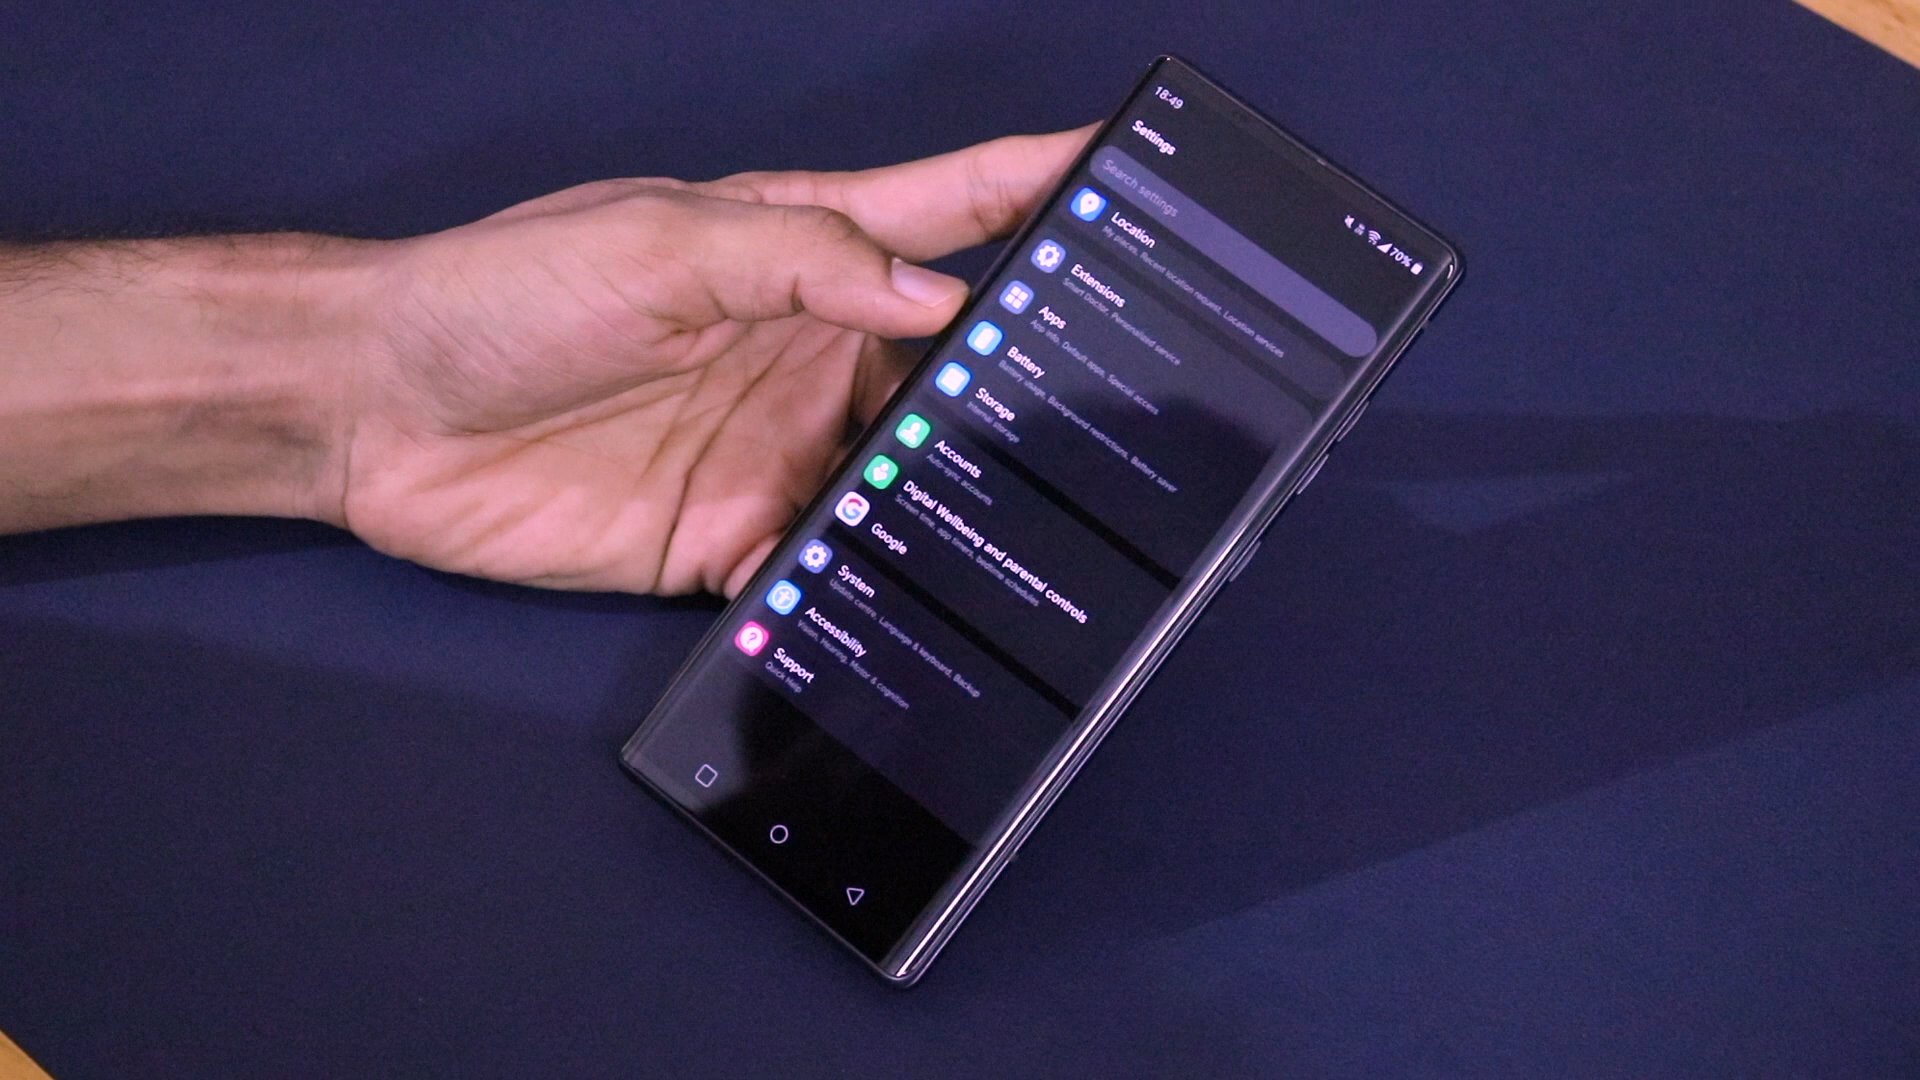 18:49
70%
Settings
Search settings
Location
My places, Recent location request, Location services
Extensions
Smart Doctor, Personalized service
Apps
App info, Default apps, Special access
Battery
Battery usage, Background restrictions, Battery saver
Storage
Internal storage
Accounts
Auto-sync accounts
Digital Wellbeing and parental controls
Screen time, app timers, bedtime schedules
Google
System
Update centre, Language & keyboard, Backup
Accessibility
Vision, Hearing, Motor & cognition
Support
Quick Help